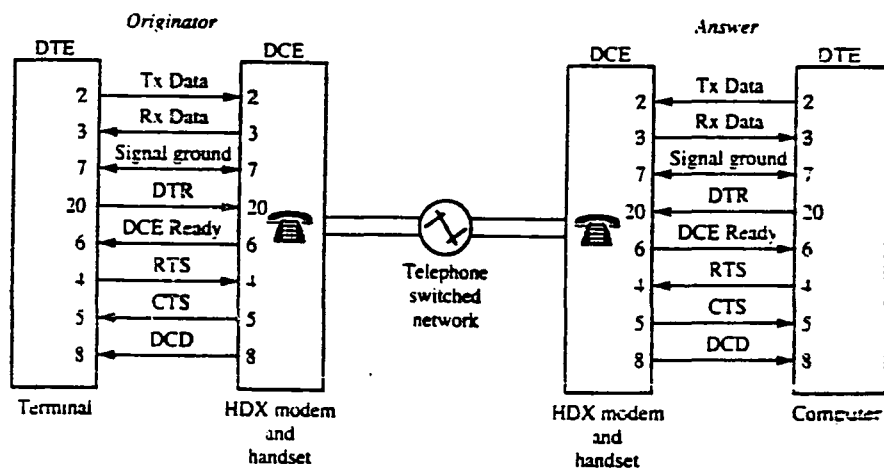 Originator
Answer
DTE
DCE
DCE
DTE
2 Tx Data 2
3 Rx Data 3
7 Signal ground 7
20 DTR 20
6 DCE Ready 6
4 RTS 4
5 CTS 5
8 DCD 8
Terminal
HDX modem
and
handset
Telephone
switched
network
2 Tx Data 2
3 Rx Data 3
7 Signal ground 7
20 DTR 20
6 DCE Ready 6
4 RTS 4
5 CTS 5
8 DCD 8
HDX modem
and
handset
Computer